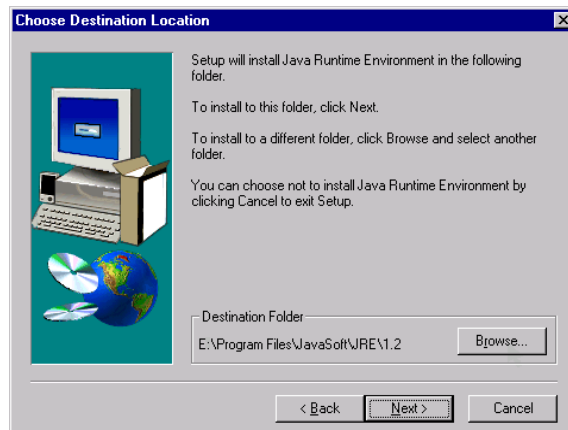 Choose Destination Location
Setup will install Java Runtime Environment in the following
folder.
To install to this folder, click Next.
To install to a different folder, click Browse and select another
folder.
You can choose not to install Java Runtime Environment by
clicking Cancel to exit Setup.
Destination Folder
E:\Program Files\JavaSoft\JRE\1.2
Browse...
< Back
Next >
Cancel